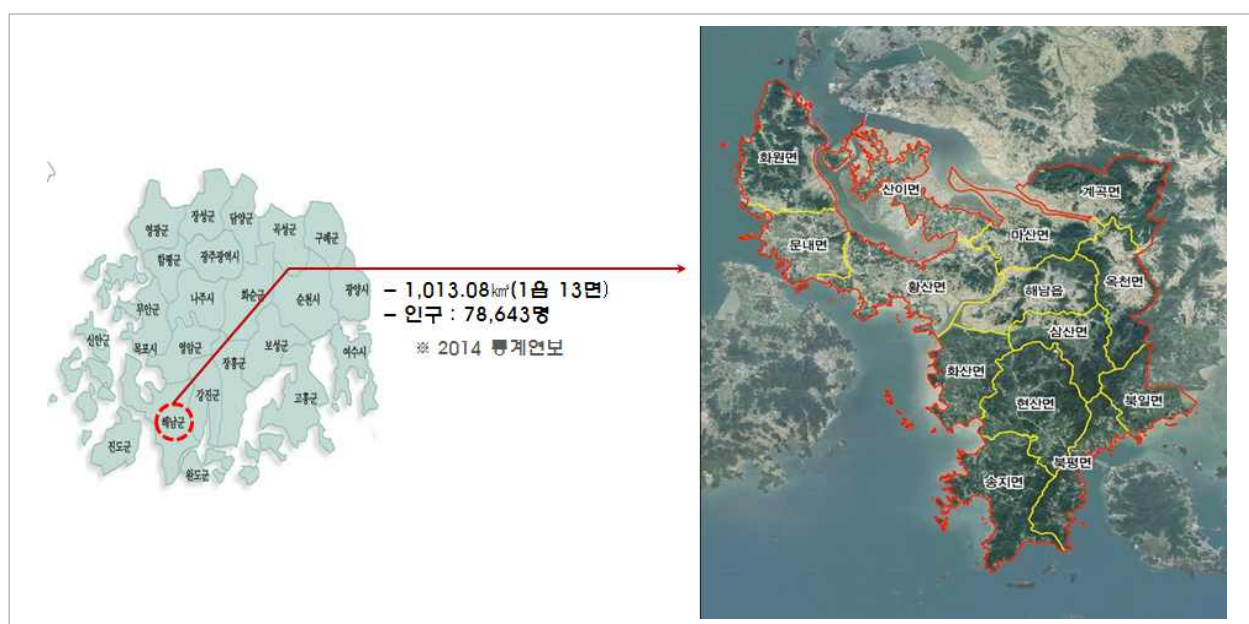 영광군
장성군
담양군
곡성군
구례군
함평군
광주광역시
무안군
나주시
화순군
순천시
광양시
신안군
목포시
영암군
장흥군
보성군
여수시
강진군
고흥군
해남군
진도군
완도군
- 1,013.08㎢(1읍 13면)
- 인구 : 78,643명
※ 2014 통계연보
화원면
산이면
계곡면
문내면
마산면
황산면
해남읍
옥천면
삼산면
화산면
현산면
북일면
북평면
송지면